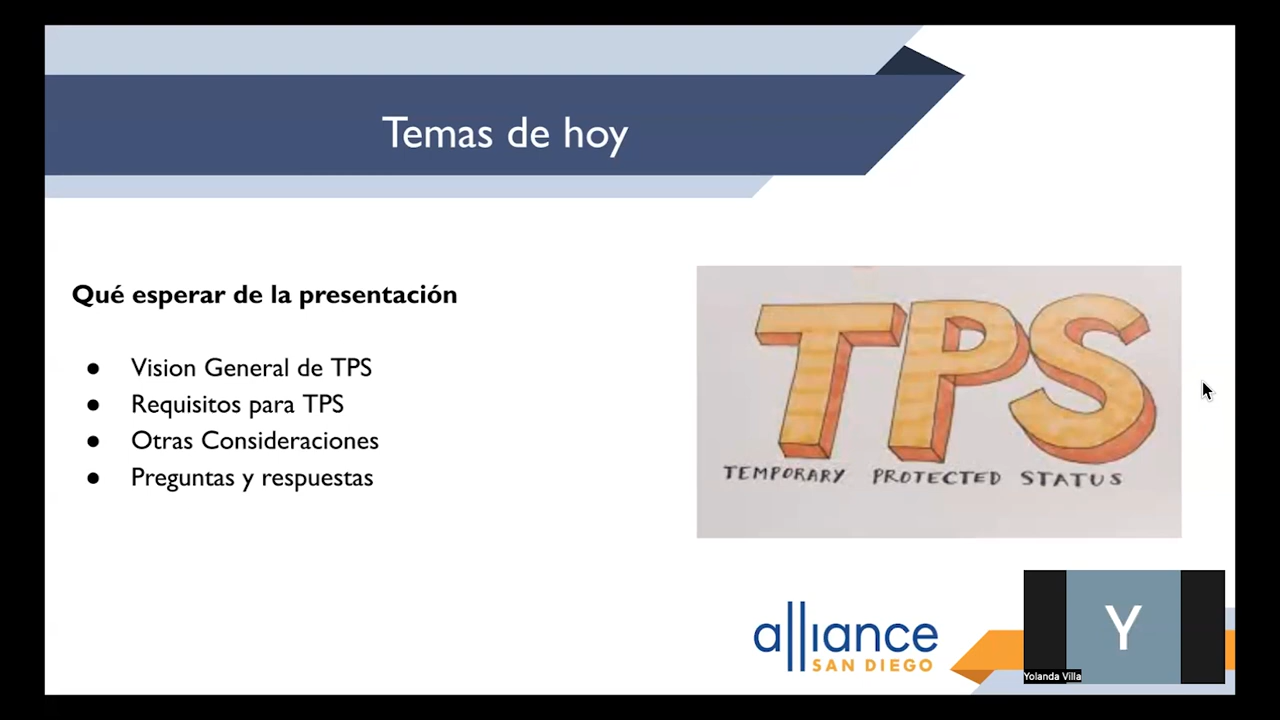 Temas de hoy
Qué esperar de la presentación
● Vision General de TPS
● Requisitos para TPS
● Otras Consideraciones
● Preguntas y respuestas
TPS
TEMPORARY PROTECTED STATUS
alliance
SAN DIEGO
Y
Yolanda Villa